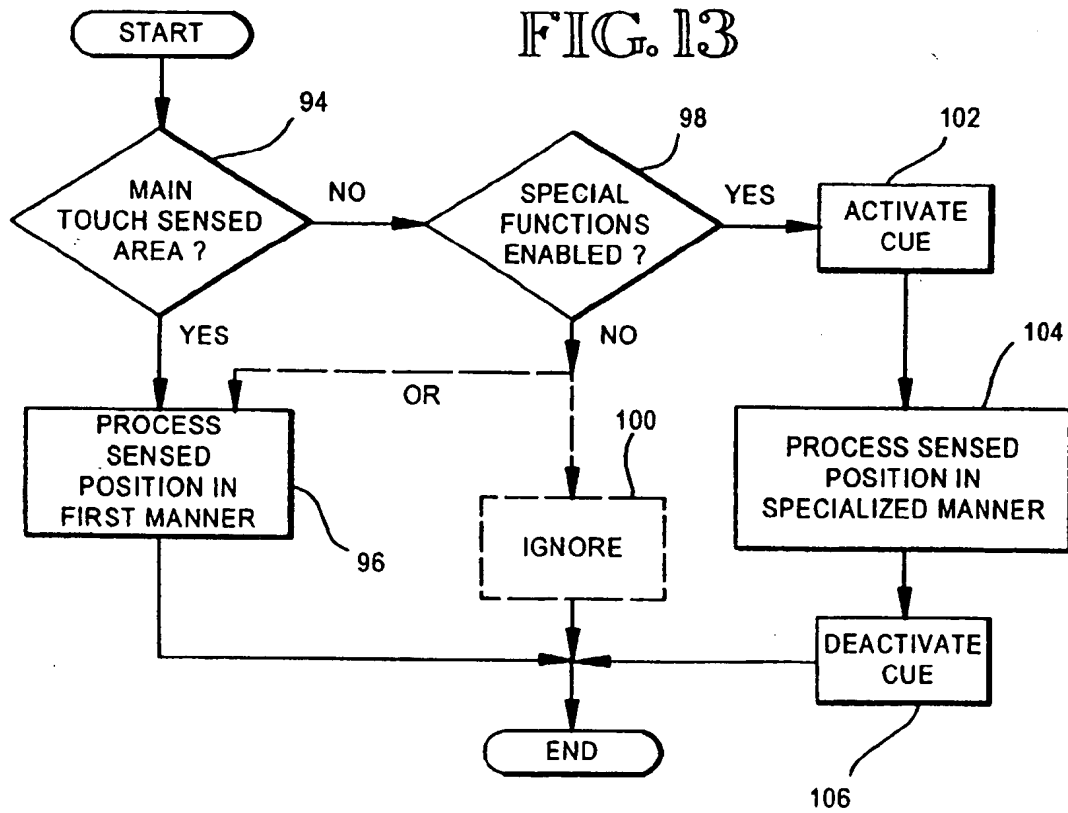 FIG. 13
START
94
MAIN
TOUCH SENSED
AREA ?
NO
98
SPECIAL
FUNCTIONS
ENABLED ?
YES
102
ACTIVATE
CUE
YES
NO
OR
PROCESS
SENSED
POSITION IN
FIRST MANNER
96
100
IGNORE
104
PROCESS SENSED
POSITION IN
SPECIALIZED MANNER
DEACTIVATE
CUE
106
END